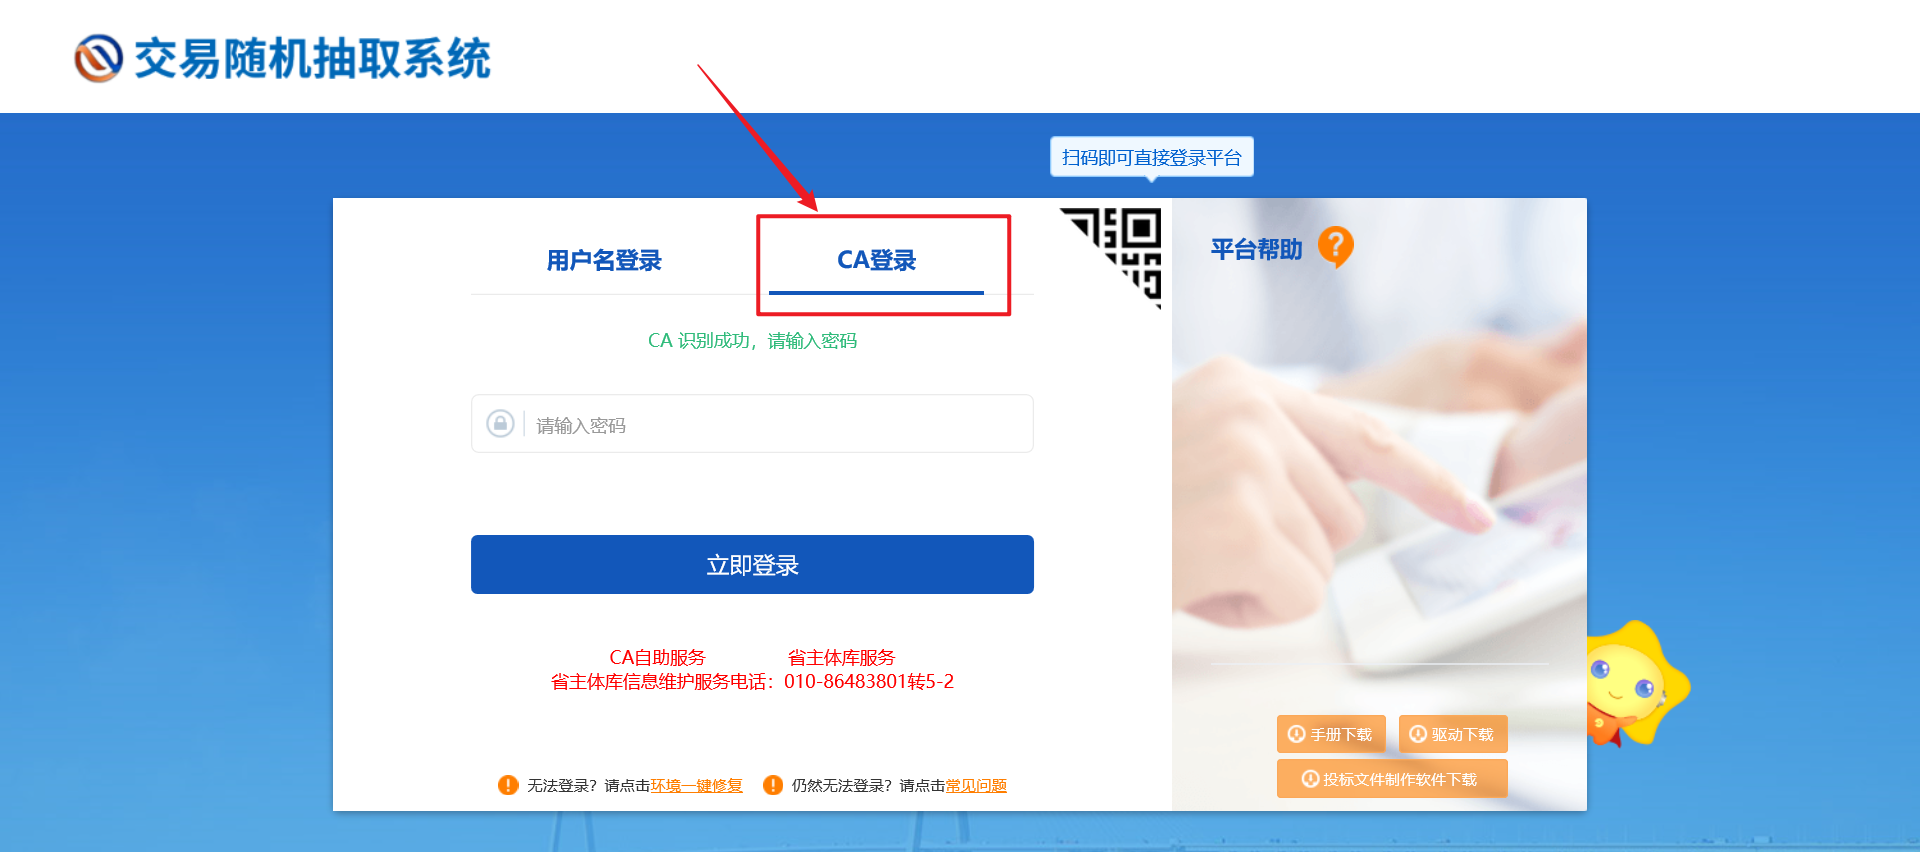 交易随机抽取系统
扫码即可直接登录平台
用户名登录
CA登录
CA 识别成功，请输入密码
请输入密码
立即登录
CA自助服务 省主体库服务
省主体库信息维护服务电话：010-86483801转5-2
无法登录？请点击环境一键修复
仍然无法登录？请点击常见问题
平台帮助
手册下载
驱动下载
投标文件制作软件下载